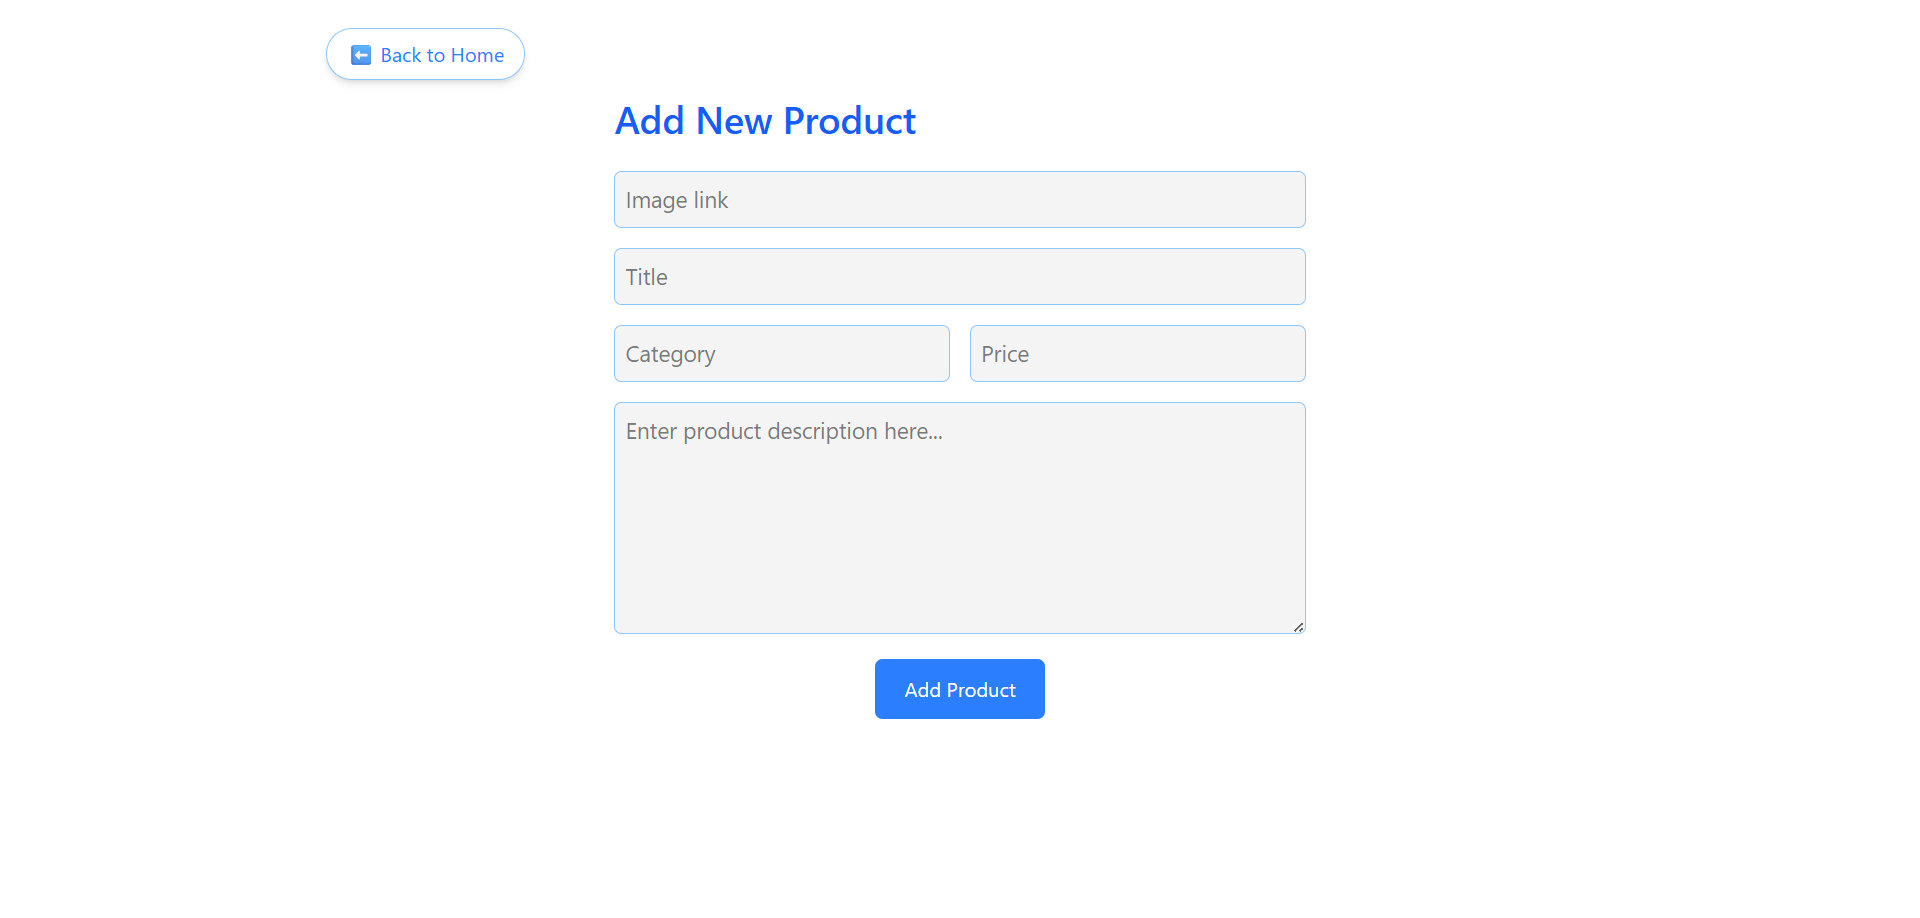 ⬅️ Back to Home
Add New Product
Image link
Title
Category
Price
Enter product description here...
Add Product